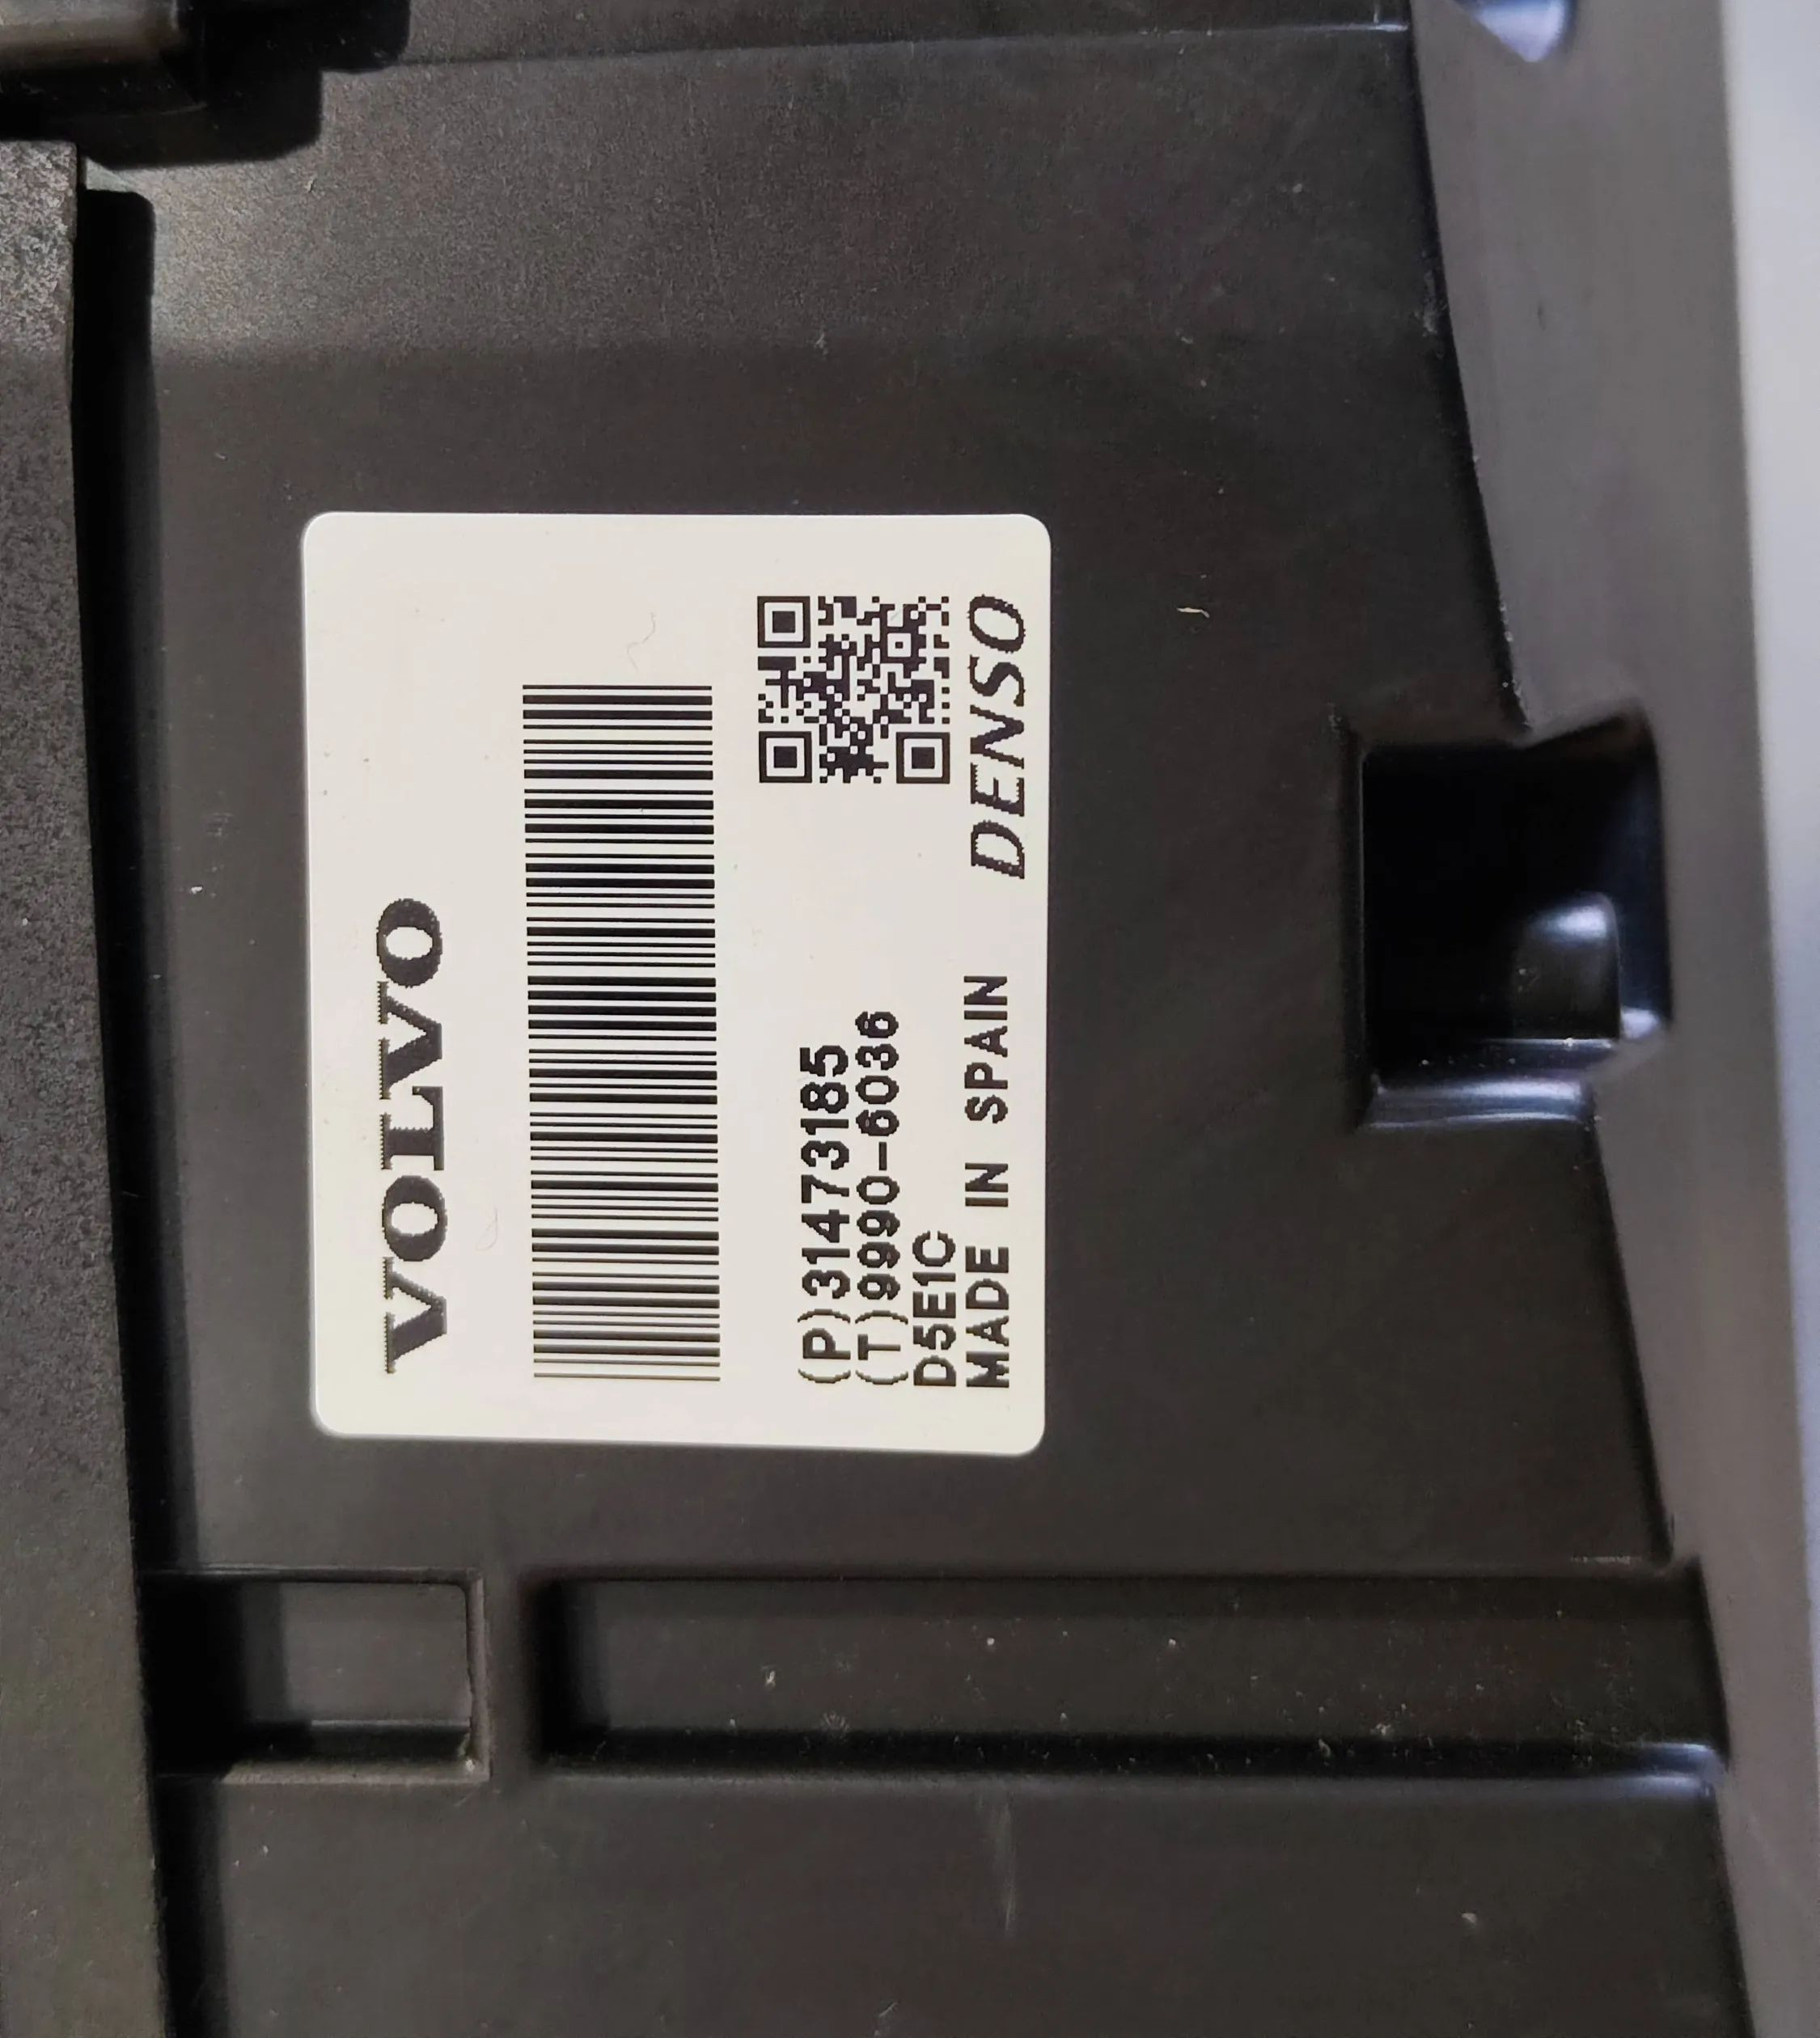 VOLVO
(P)31473185
(T)9990-6036
D5E1C
MADE IN SPAIN DENSO